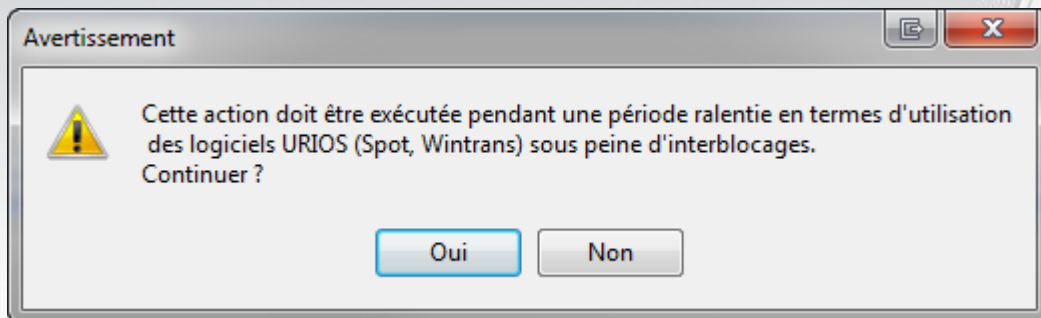 Avertissement
Cette action doit être exécutée pendant une période ralentie en termes d'utilisation
des logiciels URIOS (Spot, Wintrans) sous peine d'interblocages.
Continuer ?
Oui
Non